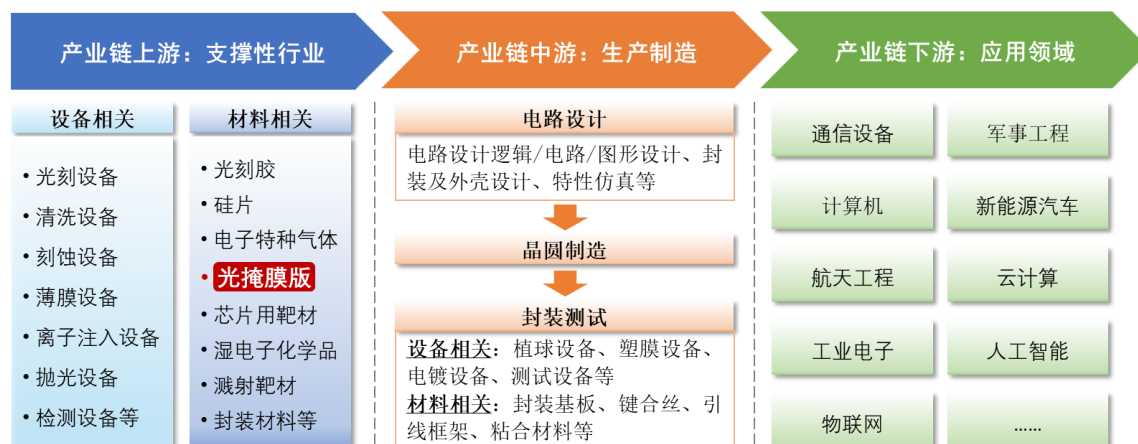 产业链上游：支撑性行业
设备相关
• 光刻设备
• 清洗设备
• 刻蚀设备
• 薄膜设备
• 离子注入设备
• 抛光设备
• 检测设备等
材料相关
• 光刻胶
• 硅片
• 电子特种气体
• 光掩膜版
• 芯片用靶材
• 湿电子化学品
• 溅射靶材
• 封装材料等
产业链中游：生产制造
电路设计
电路设计逻辑/电路/图形设计、封
装及外壳设计、特性仿真等
晶圆制造
封装测试
设备相关：植球设备、塑膜设备、
电镀设备、测试设备等
材料相关：封装基板、键合丝、引
线框架、粘合材料等
产业链下游：应用领域
通信设备
军事工程
计算机
新能源汽车
航天工程
云计算
工业电子
人工智能
物联网
……